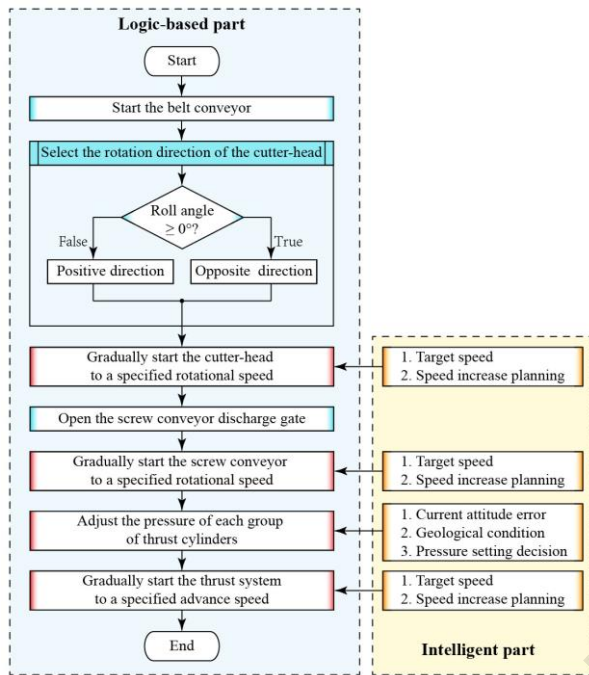 Logic-based part
Start
Start the belt conveyor
Select the rotation direction of the cutter-head
Roll angle
≥ 0°?
False
True
Positive direction
Opposite direction
Gradually start the cutter-head
to a specified rotational speed
1. Target speed
2. Speed increase planning
Open the screw conveyor discharge gate
Gradually start the screw conveyor
to a specified rotational speed
1. Target speed
2. Speed increase planning
Adjust the pressure of each group
of thrust cylinders
1. Current attitude error
2. Geological condition
3. Pressure setting decision
Gradually start the thrust system
to a specified advance speed
1. Target speed
2. Speed increase planning
End
Intelligent part